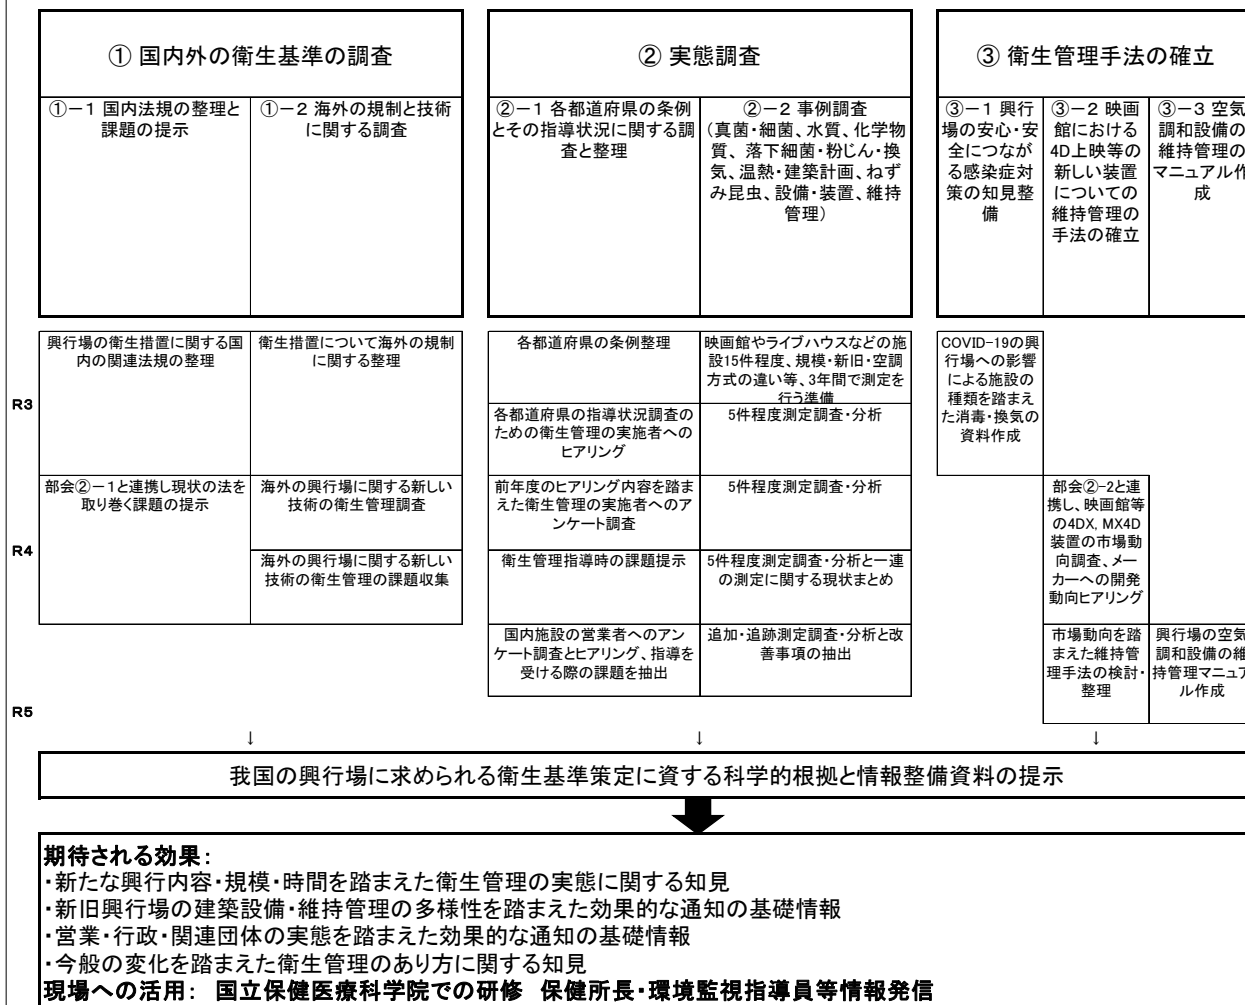 ① 国内外の衛生基準の調査
② 実態調査
③ 衛生管理手法の確立
①－1 国内法規の整理と
課題の提示
①－2 海外の規制と技術
に関する調査
②－1 各都道府県の条例
とその指導状況に関する調
査と整理
②－2 事例調査
(真菌・細菌、水質、化学物
質、落下細菌・粉じん・換
気、温熱・建築計画、ねず
み昆虫、設備・装置、維持
管理)
③－1 興行
場の安心・安
全につなが
る感染症対
策の知見整
備
③－2 映画
館における
4D上映等の
新しい装置
についての
維持管理の
手法の確立
③－3 空気
調和設備の
維持管理の
マニュアル作
成
R3
興行場の衛生措置に関する国
内の関連法規の整理
衛生措置について海外の規制
に関する整理
各都道府県の条例整理
映画館やライブハウスなどの施
設15件程度、規模・新旧・空調
方式の違い等、3年間で測定を
行う準備
COVID-19の興
行場への影響
による施設の
種類を踏まえ
た消毒・換気の
資料作成
各都道府県の指導状況調査の
ための衛生管理の実施者への
ヒアリング
5件程度測定調査・分析
R4
部会②－1と連携し現状の法を
取り巻く課題の提示
海外の興行場に関する新しい
技術の衛生管理調査
前年度のヒアリング内容を踏ま
えた衛生管理の実施者へのア
ンケート調査
5件程度測定調査・分析
部会②-2と連
携し、映画館等
の4DX, MX4D
装置の市場動
向調査、メー
カーへの開発
動向ヒアリング
海外の興行場に関する新しい
技術の衛生管理の課題収集
衛生管理指導時の課題提示
5件程度測定調査・分析と一連
の測定に関する現状まとめ
R5
国内施設の営業者へのアン
ケート調査とヒアリング、指導を
受ける際の課題を抽出
追加・追跡測定調査・分析と改
善事項の抽出
市場動向を踏
まえた維持管
理手法の検討・
整理
興行場の空気
調和設備の維
持管理マニュア
ル作成
↓ ↓ ↓
我国の興行場に求められる衛生基準策定に資する科学的根拠と情報整備資料の提示
期待される効果：
・新たな興行内容・規模・時間を踏まえた衛生管理の実態に関する知見
・新旧興行場の建築設備・維持管理の多様性を踏まえた効果的な通知の基礎情報
・営業・行政・関連団体の実態を踏まえた効果的な通知の基礎情報
・今般の変化を踏まえた衛生管理のあり方に関する知見
現場への活用： 国立保健医療科学院での研修 保健所長・環境監視指導員等情報発信